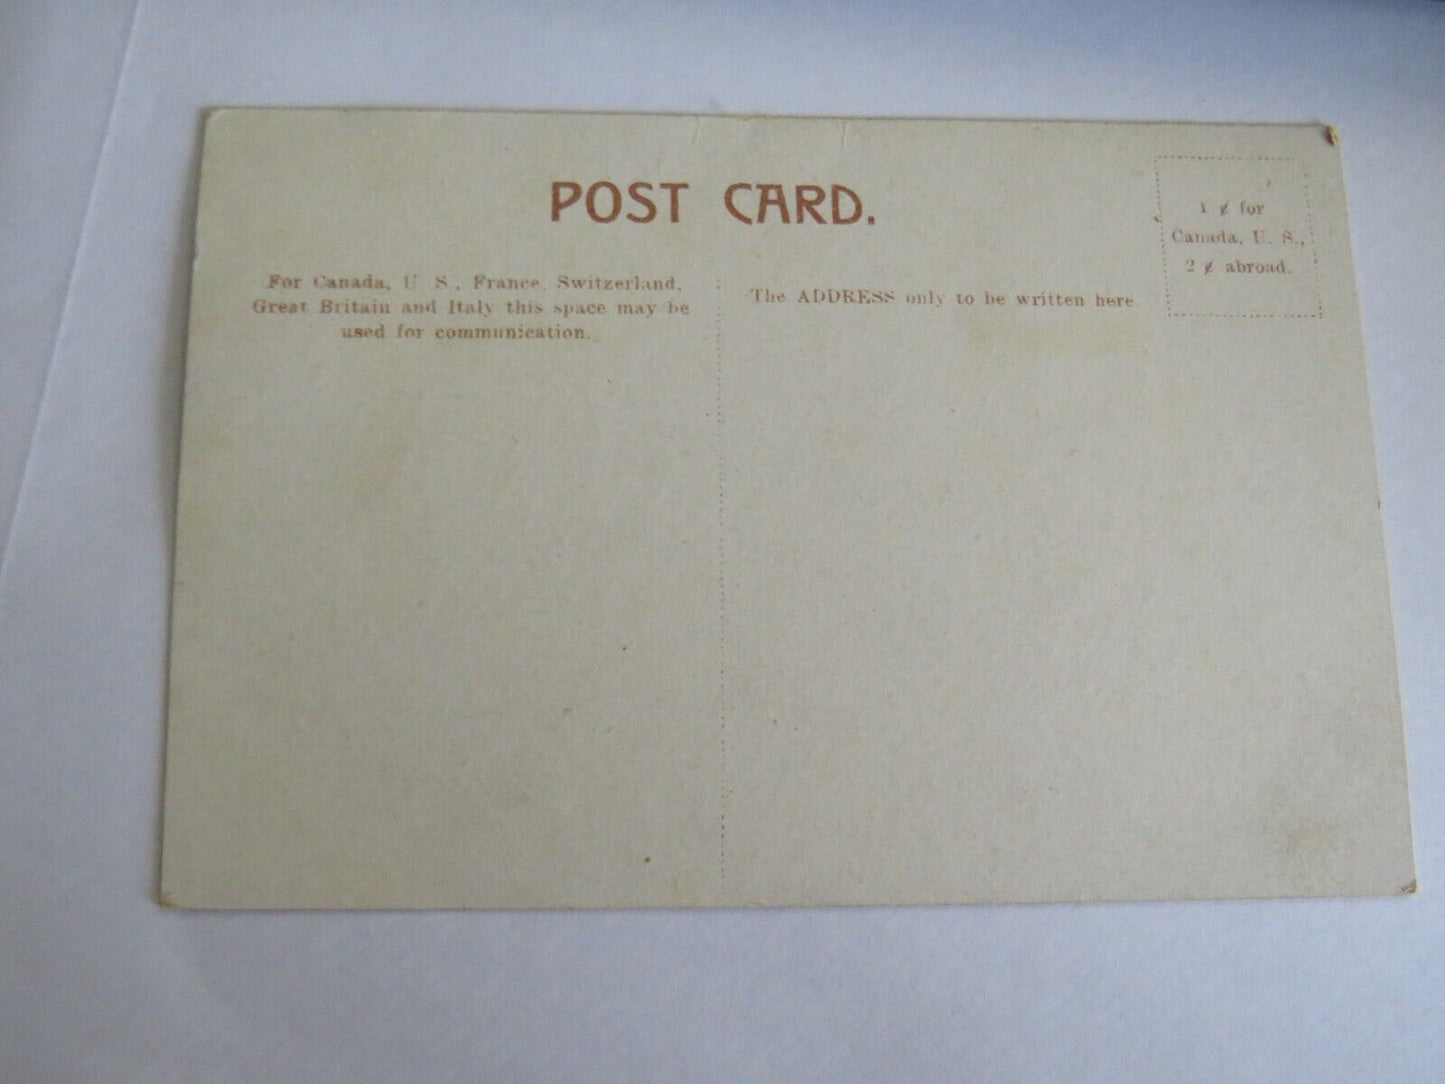 POST CARD.
1 ¢ for
Canada, U. S.,
2 ¢ abroad.
For Canada, U. S., France, Switzerland,
Great Britain and Italy this space may be
used for communication.
The ADDRESS only to be written here.